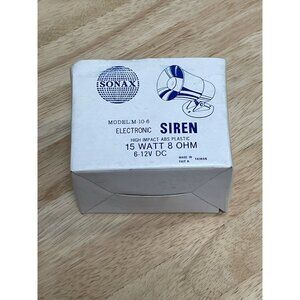 SONAX
MODEL:M-10-6
ELECTRONIC SIREN
HIGH IMPACT ABS PLASTIC
15 WATT 8 OHM
6-12V DC
MADE IN
TAIWAN